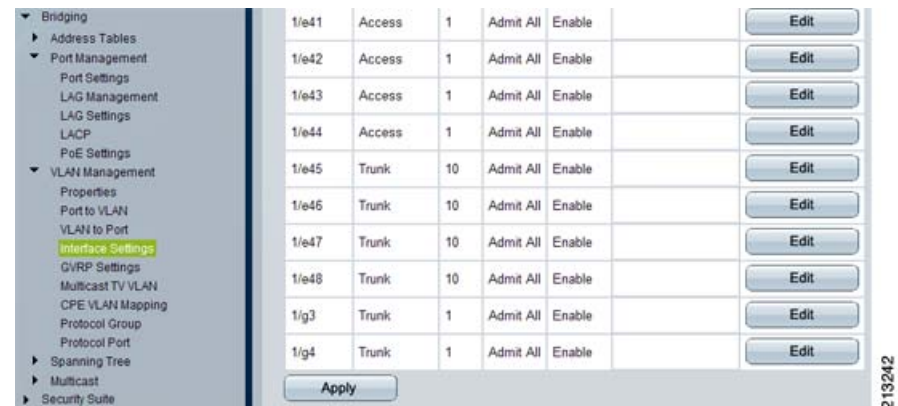 Bridging
Address Tables
Port Management
Port Settings
LAG Management
LAG Settings
LACP
PoE Settings
VLAN Management
Properties
Port to VLAN
VLAN to Port
Interface Settings
GVRP Settings
Multicast TV VLAN
CPE VLAN Mapping
Protocol Group
Protocol Port
Spanning Tree
Multicast
Security Suite
1/e41 Access 1 Admit All Enable Edit
1/e42 Access 1 Admit All Enable Edit
1/e43 Access 1 Admit All Enable Edit
1/e44 Access 1 Admit All Enable Edit
1/e45 Trunk 10 Admit All Enable Edit
1/e46 Trunk 10 Admit All Enable Edit
1/e47 Trunk 10 Admit All Enable Edit
1/e48 Trunk 10 Admit All Enable Edit
1/g3 Trunk 1 Admit All Enable Edit
1/g4 Trunk 1 Admit All Enable Edit
Apply
213242